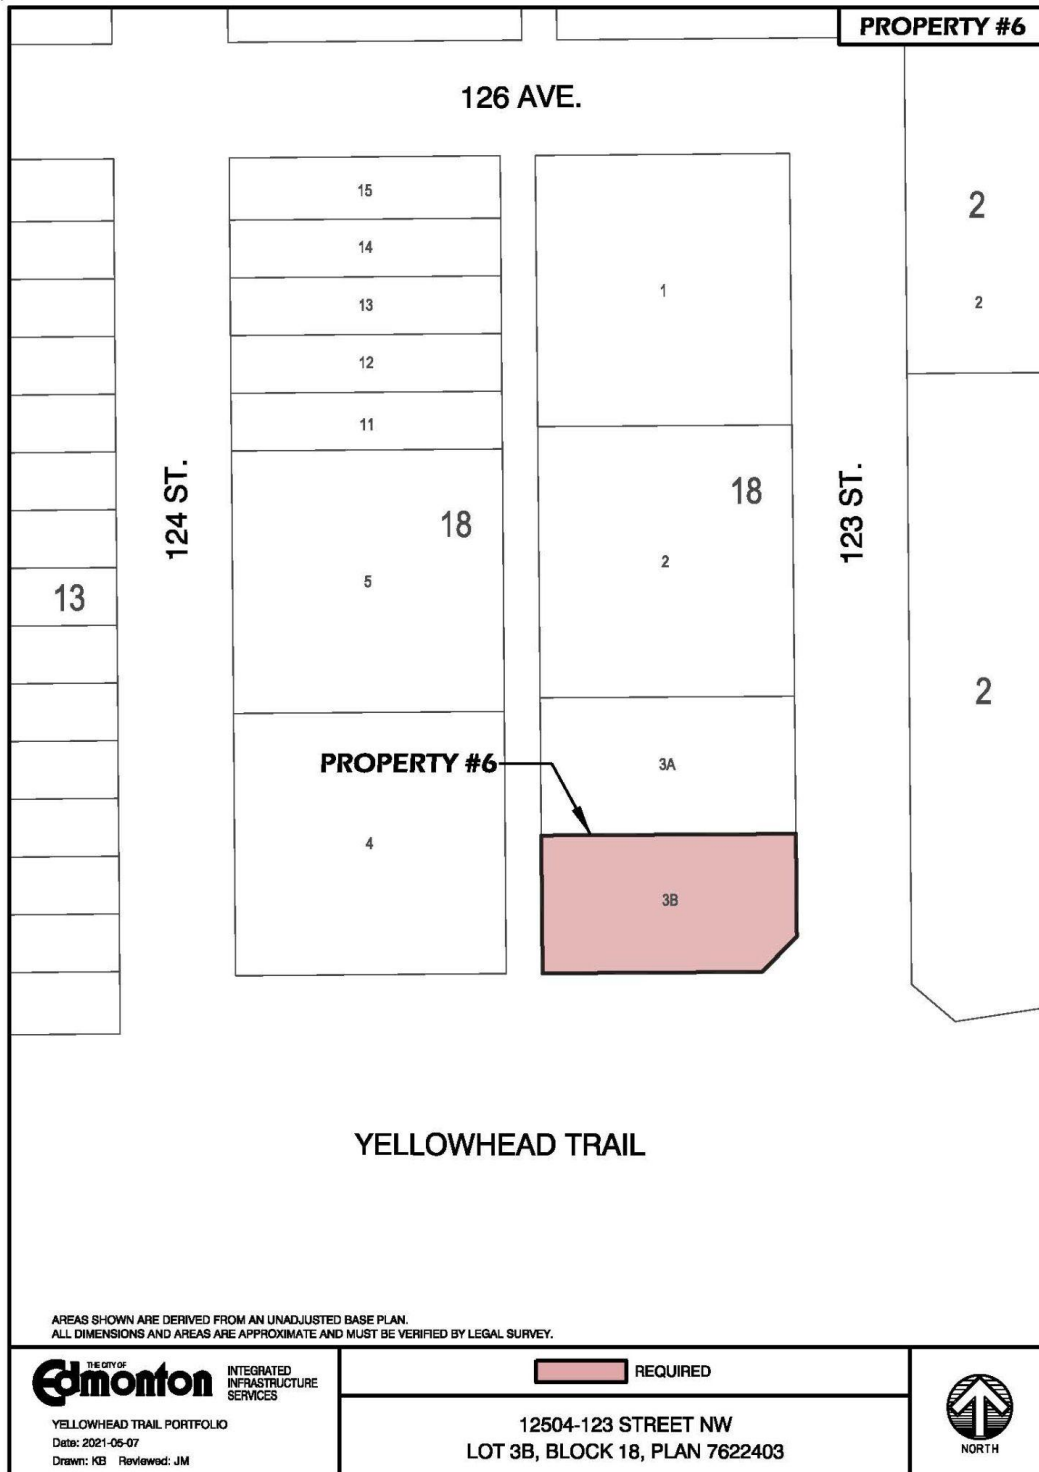 PROPERTY #6
126 AVE.
15
14
13
12
11
1
2
2
124 ST.
18
18
123 ST.
5
2
13
2
PROPERTY #6
3A
4
3B
YELLOWHEAD TRAIL
AREAS SHOWN ARE DERIVED FROM AN UNADJUSTED BASE PLAN.
ALL DIMENSIONS AND AREAS ARE APPROXIMATE AND MUST BE VERIFIED BY LEGAL SURVEY.
THE CITY OF
Edmonton
INTEGRATED
INFRASTRUCTURE
SERVICES
YELLOWHEAD TRAIL PORTFOLIO
Date: 2021-05-07
Drawn: KB Reviewed: JM
REQUIRED
12504-123 STREET NW
LOT 3B, BLOCK 18, PLAN 7622403
NORTH